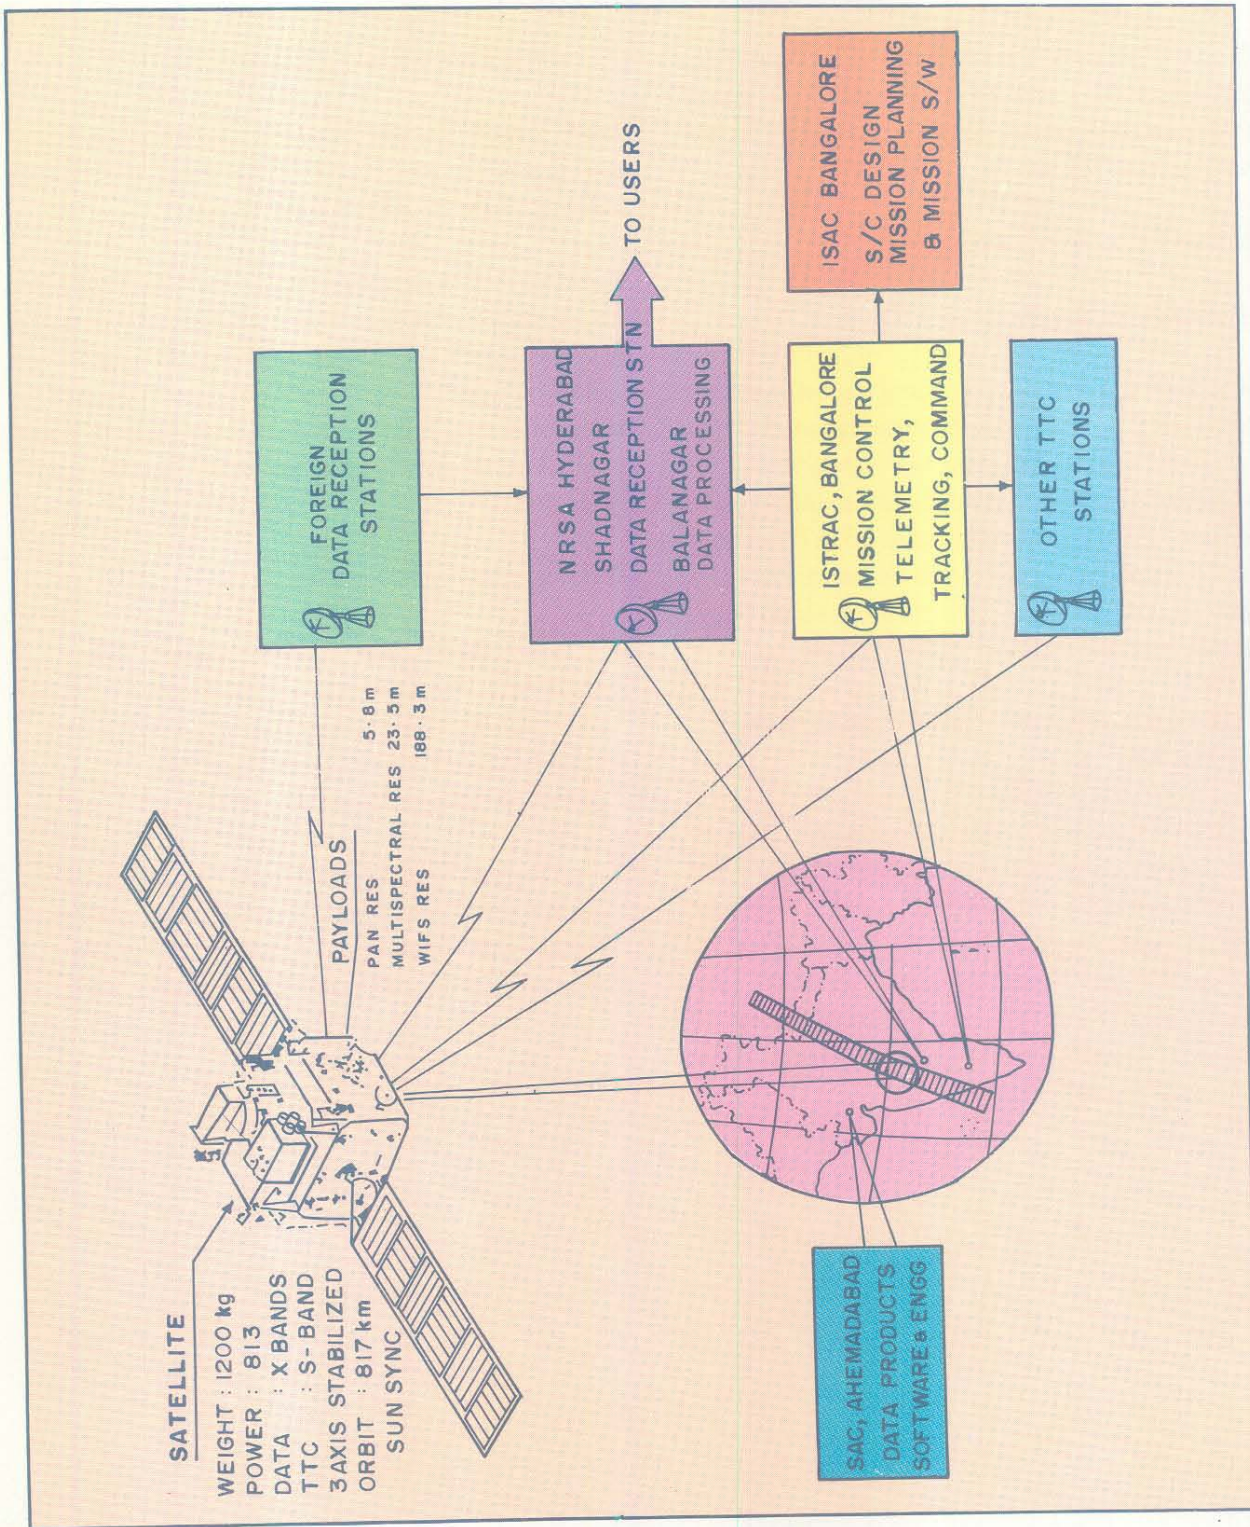 SATELLITE
WEIGHT : 1200 kg
POWER : 813
DATA : X BANDS
TTC : S-BAND
3 AXIS STABILIZED
ORBIT : 817 km
SUN SYNC
PAYLOADS
PAN RES 5.8 m
MULTISPECTRAL RES 23.5 m
WIFS RES 188.3 m
FOREIGN
DATA RECEPTION
STATIONS
NRSA HYDERABAD
SHADNAGAR
DATA RECEPTION STN
BALANAGAR
DATA PROCESSING
TO USERS
ISTRAC, BANGALORE
MISSION CONTROL
TELEMETRY,
TRACKING, COMMAND
ISAC BANGALORE
S/C DESIGN
MISSION PLANNING
& MISSION S/W
OTHER TTC
STATIONS
SAC, AHEMADABAD
DATA PRODUCTS
SOFTWARE & ENGG